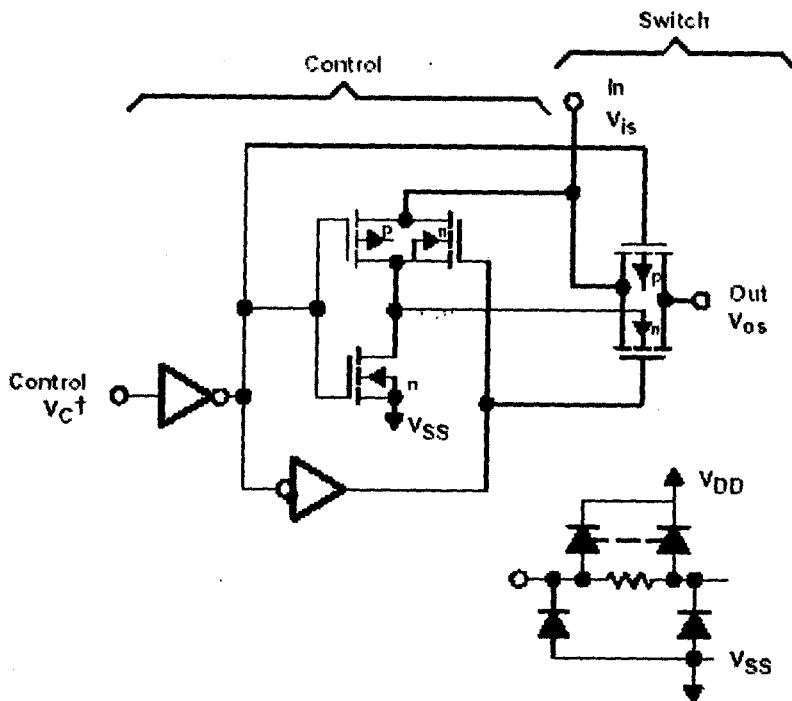 Switch
Control
In
Vis
p
n
p
n
Out
Vos
Control
VC†
n
VSS
VDD
VSS